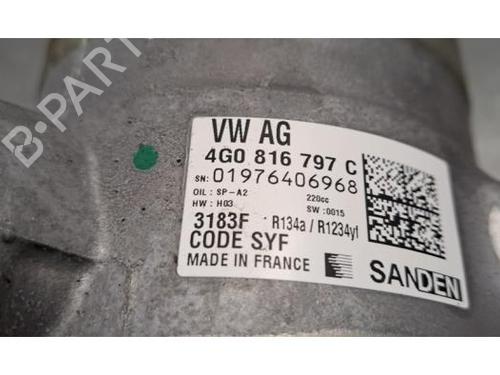 VW AG
4G0 816 797 C
SN: 01976406968
OIL : SP-A2 220cc
HW : H03 SW :0015
3183F R134a / R1234yf
CODE SYF
MADE IN FRANCE SANDEN
B-PARTS